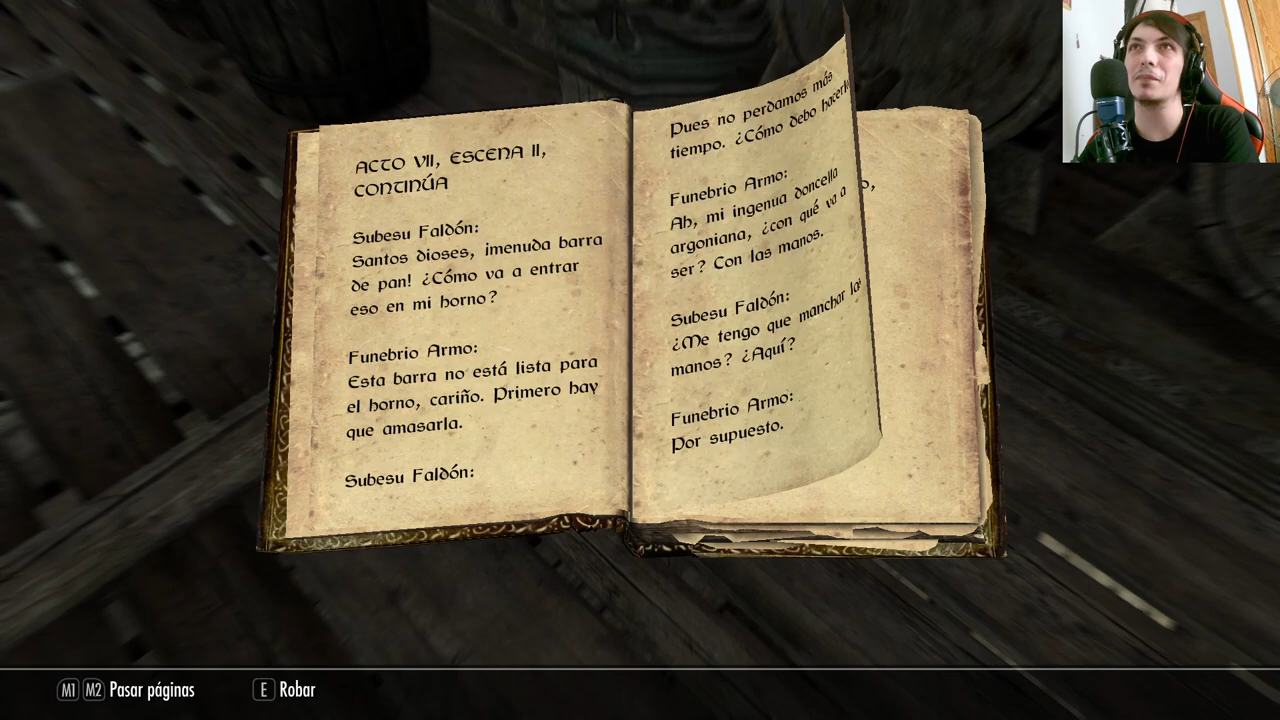 ACTO VII, ESCENA II,
CONTINÚA
Subesu Faldón:
Santos dioses, ¡menuda barra
de pan! ¿Cómo va a entrar
eso en mi horno?
Funebrio Armo:
Esta barra no está lista para
el horno, cariño. Primero hay
que amasarla.
Subesu Faldón:
Pues no perdamos más
tiempo. ¿Cómo debo hacerlo
Funebrio Armo:
Ah, mi ingenua doncella
argoniana, ¿con qué va a
ser? Con las manos.
Subesu Faldón:
¿Me tengo que manchar las
manos? ¿Aquí?
Funebrio Armo:
Por supuesto.
M1 M2 Pasar páginas
E Robar